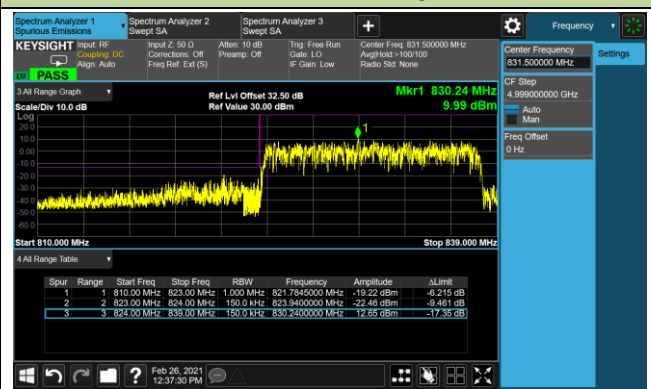 Spectrum Analyzer 1
Spurious Emissions
Spectrum Analyzer 2
Swept SA
Spectrum Analyzer 3
Swept SA
+
Frequency
KEYSIGHT
Input: RF
Coupling: DC
Align: Auto
Input Z: 50 Ω
Corrections: Off
Freq Ref: Ext (S)
Atten: 10 dB
Preamp: Off
Trig: Free Run
Gate: LO
IF Gain: Low
Center Freq: 831.500000 MHz
Avg|Hold:>100/100
Radio Std: None
PASS
Center Frequency
831.500000 MHz
Settings
CF Step
4.999000000 GHz
Auto
Man
Freq Offset
0 Hz
3 All Range Graph
Scale/Div 10.0 dB
Ref Lvl Offset 32.50 dB
Ref Value 30.00 dBm
Mkr1 830.24 MHz
9.99 dBm
Log
20.0
10.0
0.00
-10.0
-20.0
-30.0
-40.0
-50.0
-60.0
1
Start 810.000 MHz
Stop 839.000 MHz
4 All Range Table
Spur Range Start Freq Stop Freq RBW Frequency Amplitude ΔLimit
1 1 810.00 MHz 823.00 MHz 1.000 MHz 821.7845000 MHz -19.22 dBm -6.215 dB
2 2 823.00 MHz 824.00 MHz 150.0 kHz 823.9400000 MHz -22.46 dBm -9.461 dB
3 3 824.00 MHz 839.00 MHz 150.0 kHz 830.2400000 MHz 12.65 dBm -17.35 dB
?
Feb 26, 2021
12:37:30 PM